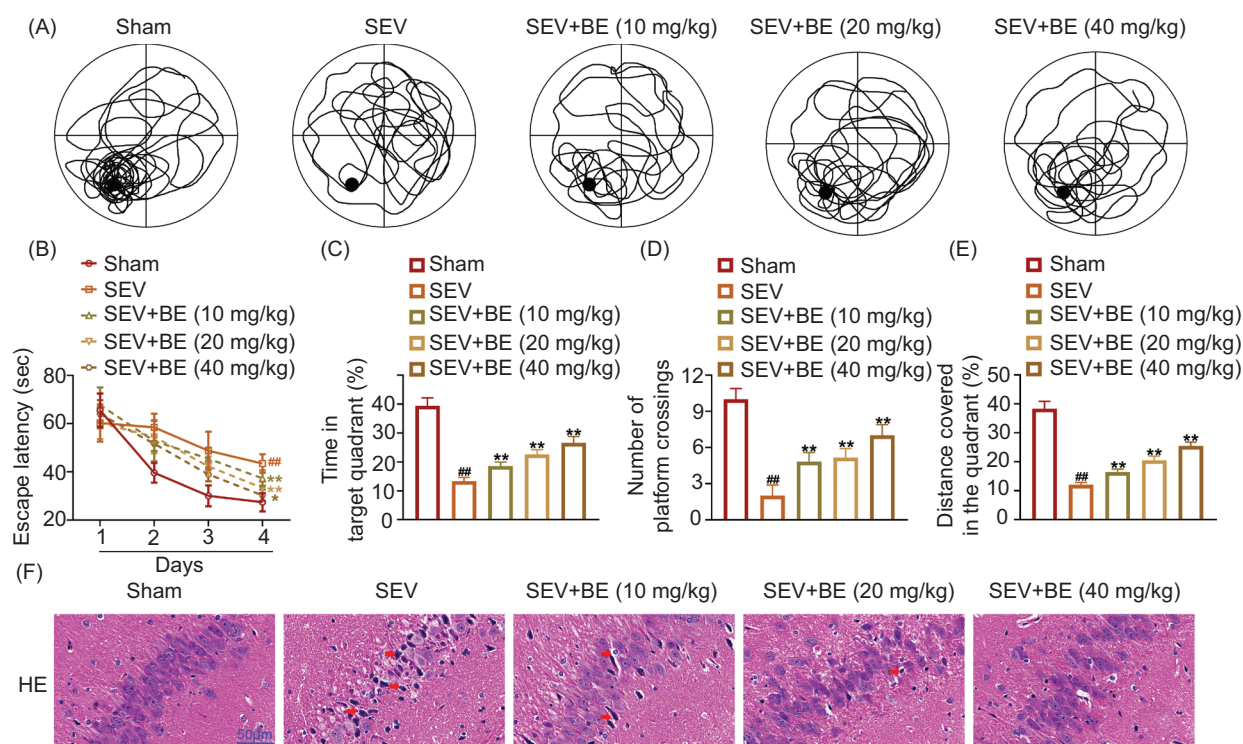 (A)
Sham
SEV
SEV+BE (10 mg/kg)
SEV+BE (20 mg/kg)
SEV+BE (40 mg/kg)
(B)
Sham
SEV
SEV+BE (10 mg/kg)
SEV+BE (20 mg/kg)
SEV+BE (40 mg/kg)
Escape latency (sec)
80
60
40
20
##
**
**
*
1 2 3 4
Days
(C)
Sham
SEV
SEV+BE (10 mg/kg)
SEV+BE (20 mg/kg)
SEV+BE (40 mg/kg)
Time in
target quadrant (%)
40
30
20
10
0
## ** ** **
(D)
Sham
SEV
SEV+BE (10 mg/kg)
SEV+BE (20 mg/kg)
SEV+BE (40 mg/kg)
Number of
platform crossings
12
9
6
3
0
## ** ** **
(E)
Sham
SEV
SEV+BE (10 mg/kg)
SEV+BE (20 mg/kg)
SEV+BE (40 mg/kg)
Distance covered
in the quadrant (%)
50
40
30
20
10
0
## ** ** **
(F)
Sham
SEV
SEV+BE (10 mg/kg)
SEV+BE (20 mg/kg)
SEV+BE (40 mg/kg)
HE
50μm